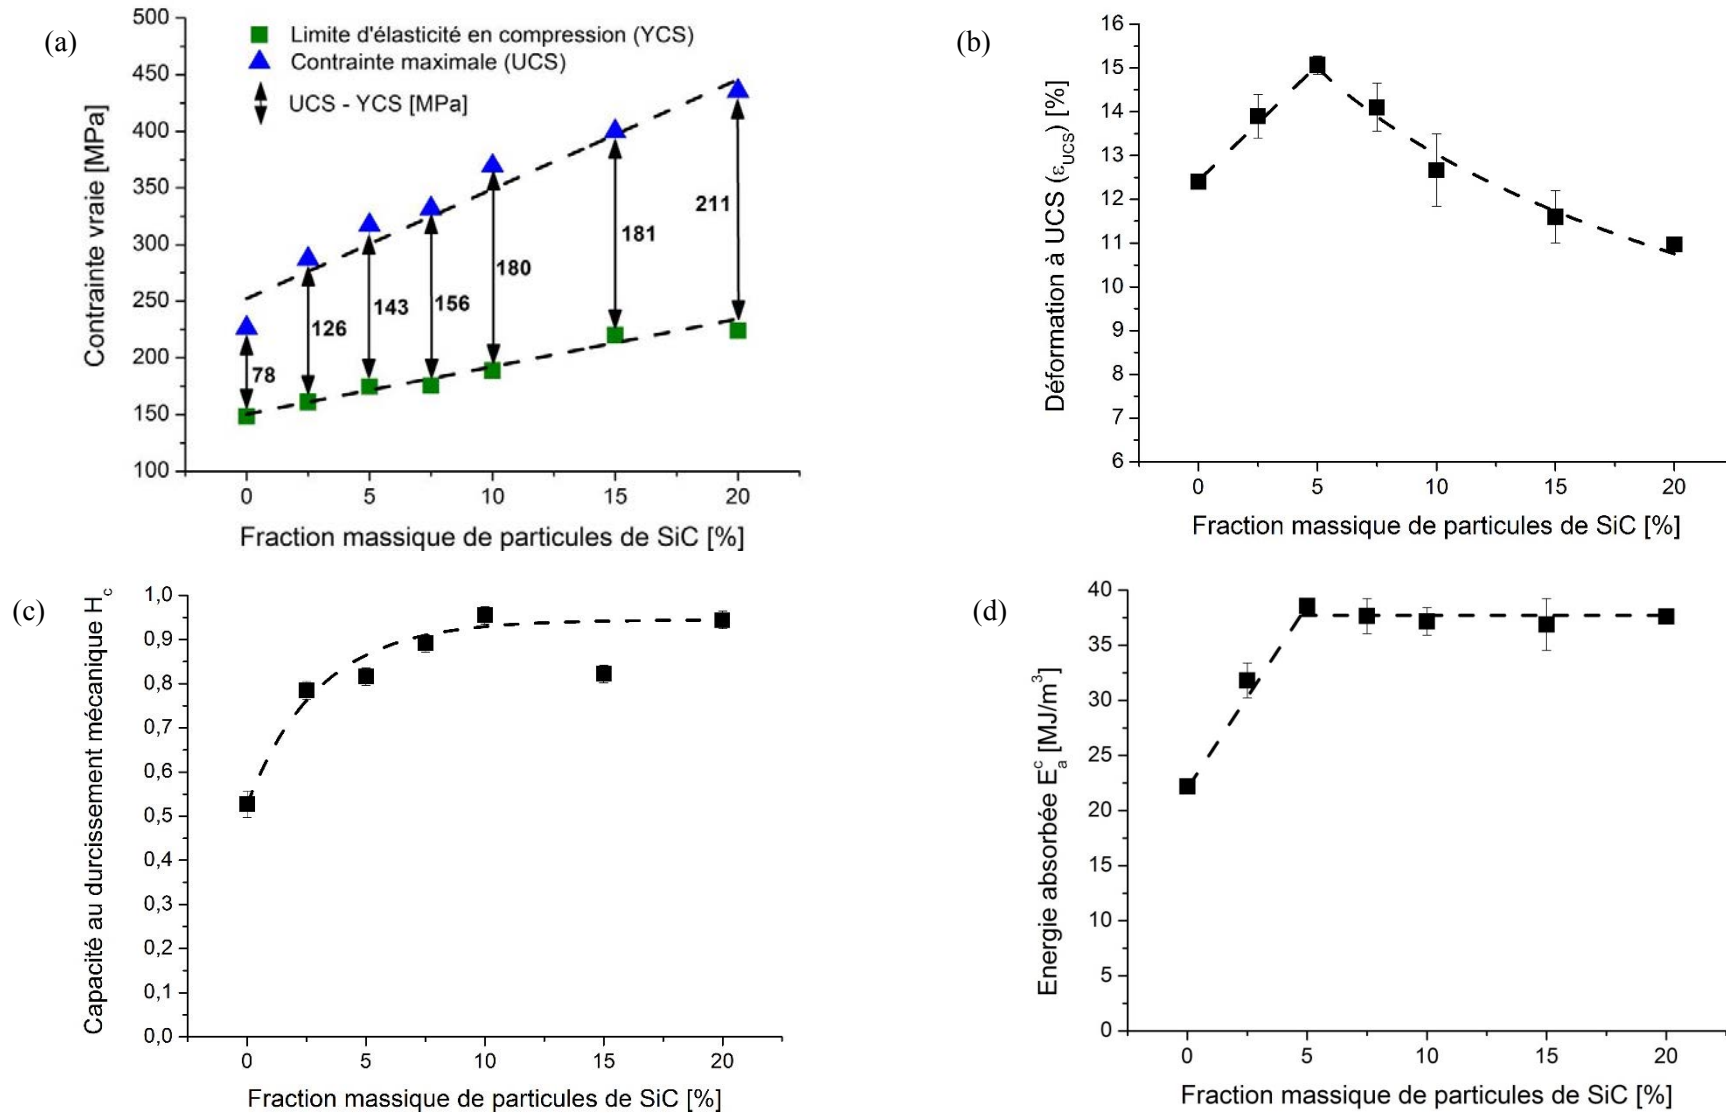 (a)
500
450
400
350
300
250
200
150
100
Contrainte vraie [MPa]
Limite d'élasticité en compression (YCS)
Contrainte maximale (UCS)
UCS - YCS [MPa]
78
126
143
156
180
181
211
0 5 10 15 20
Fraction massique de particules de SiC [%]
(b)
16
15
14
13
12
11
10
9
8
7
6
Déformation à UCS (εUCS) [%]
0 5 10 15 20
Fraction massique de particules de SiC [%]
(c)
1,0
0,9
0,8
0,7
0,6
0,5
0,4
0,3
0,2
0,1
0,0
Capacité au durcissement mécanique Hc
0 5 10 15 20
Fraction massique de particules de SiC [%]
(d)
40
35
30
25
20
15
10
5
0
Energie absorbée Eac [MJ/m3]
0 5 10 15 20
Fraction massique de particules de SiC [%]